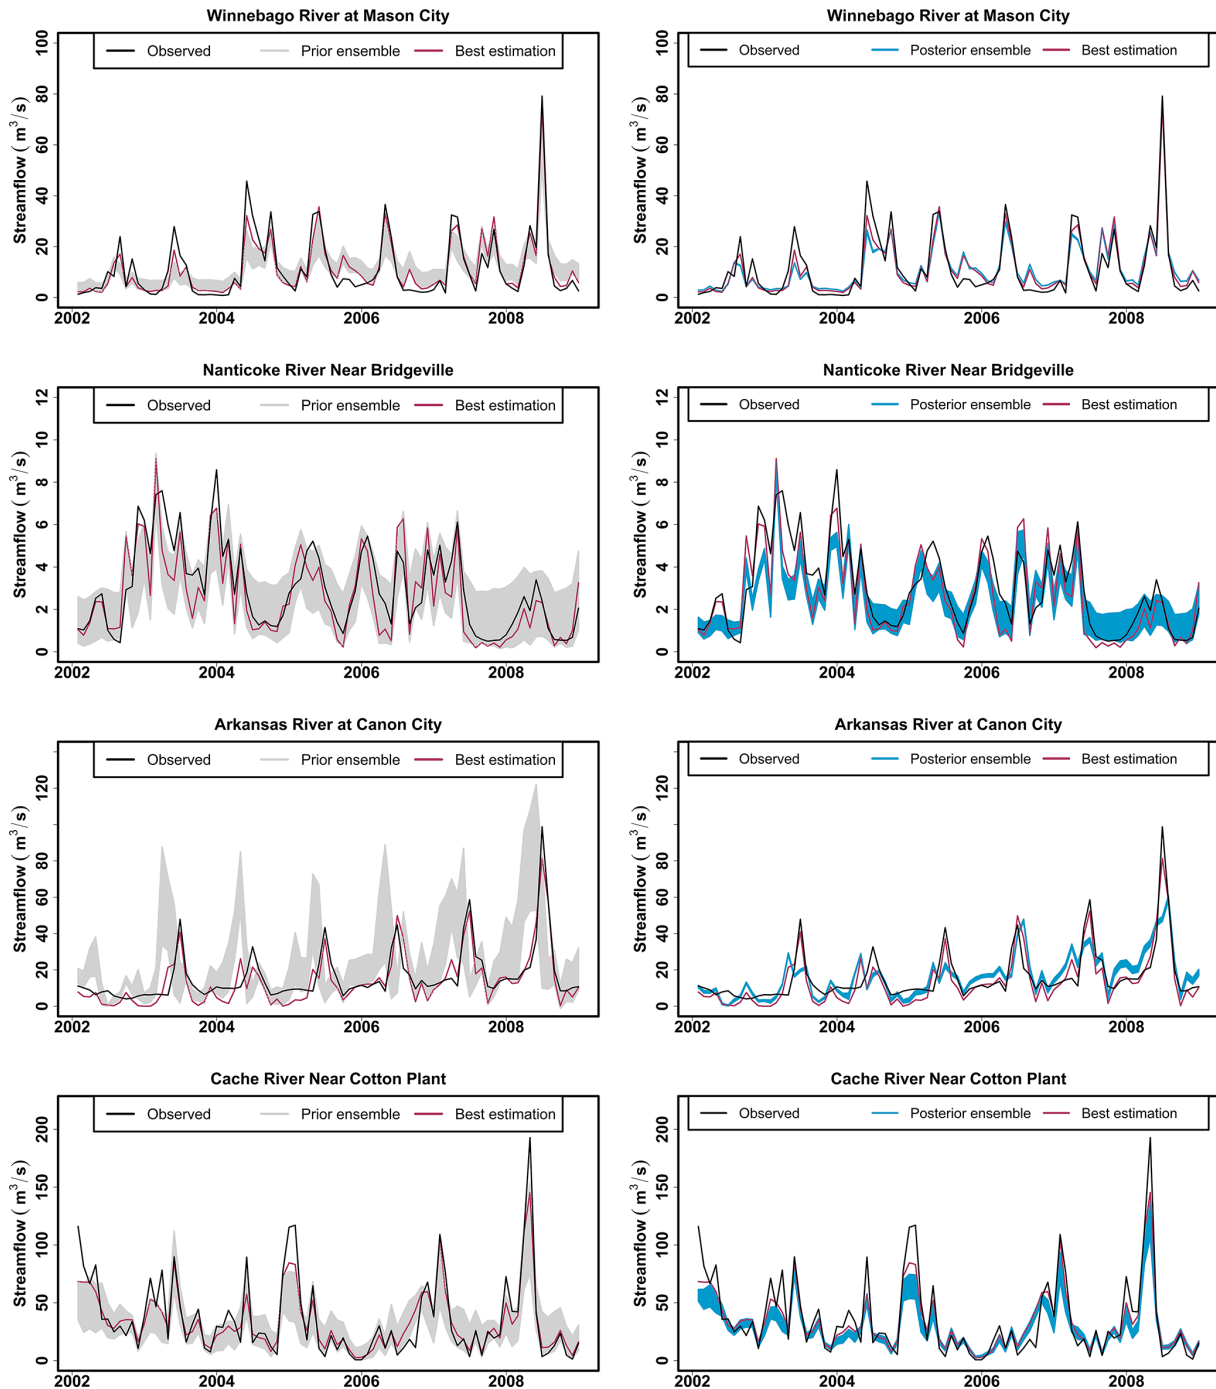 Winnebago River at Mason City
Observed Prior ensemble Best estimation
Streamflow ( m³/s)
0 20 40 60 80 100
2002 2004 2006 2008
Winnebago River at Mason City
Observed Posterior ensemble Best estimation
Streamflow ( m³/s)
0 20 40 60 80 100
2002 2004 2006 2008
Nanticoke River Near Bridgeville
Observed Prior ensemble Best estimation
Streamflow ( m³/s)
0 2 4 6 8 10 12
2002 2004 2006 2008
Nanticoke River Near Bridgeville
Observed Posterior ensemble Best estimation
Streamflow ( m³/s)
0 2 4 6 8 10 12
2002 2004 2006 2008
Arkansas River at Canon City
Observed Prior ensemble Best estimation
Streamflow ( m³/s)
0 20 40 60 80 120
2002 2004 2006 2008
Arkansas River at Canon City
Observed Posterior ensemble Best estimation
Streamflow ( m³/s)
0 20 40 60 80 120
2002 2004 2006 2008
Cache River Near Cotton Plant
Observed Prior ensemble Best estimation
Streamflow ( m³/s)
0 50 100 150 200
2002 2004 2006 2008
Cache River Near Cotton Plant
Observed Posterior ensemble Best estimation
Streamflow ( m³/s)
0 50 100 150 200
2002 2004 2006 2008